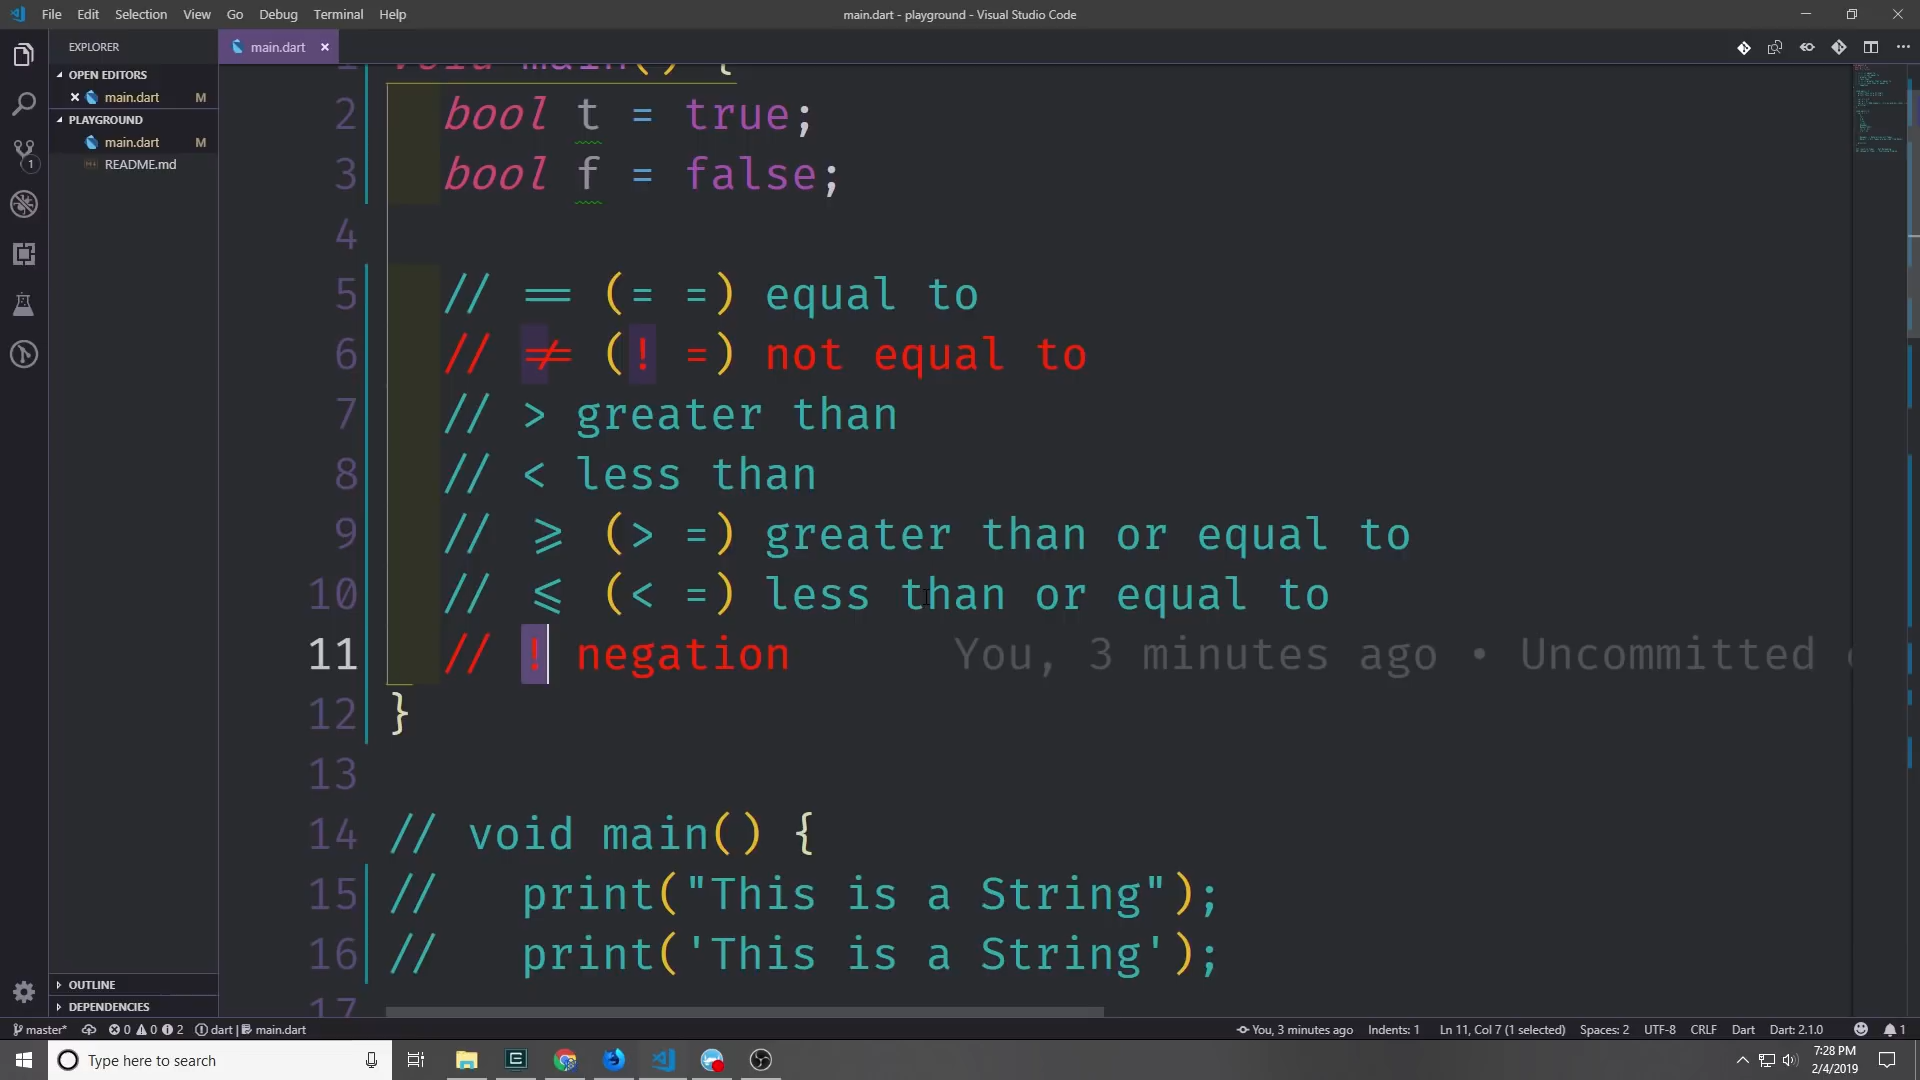 File Edit Selection View Go Debug Terminal Help
main.dart - playground - Visual Studio Code
EXPLORER
main.dart
OPEN EDITORS
main.dart M
PLAYGROUND
main.dart M
README.md
1 void main() {
2 bool t = true;
3 bool f = false;
4
5 // == (= =) equal to
6 // != (! =) not equal to
7 // > greater than
8 // < less than
9 // >= (> =) greater than or equal to
10 // <= (< =) less than or equal to
11 // ! negation You, 3 minutes ago • Uncommitted c
12 }
13
14 // void main() {
15 // print("This is a String");
16 // print('This is a String');
17
1
OUTLINE
DEPENDENCIES
master* 0 0 2 dart | main.dart
You, 3 minutes ago Indents: 1 Ln 11, Col 7 (1 selected) Spaces: 2 UTF-8 CRLF Dart Dart: 2.1.0 1
Type here to search
7:28 PM
2/4/2019